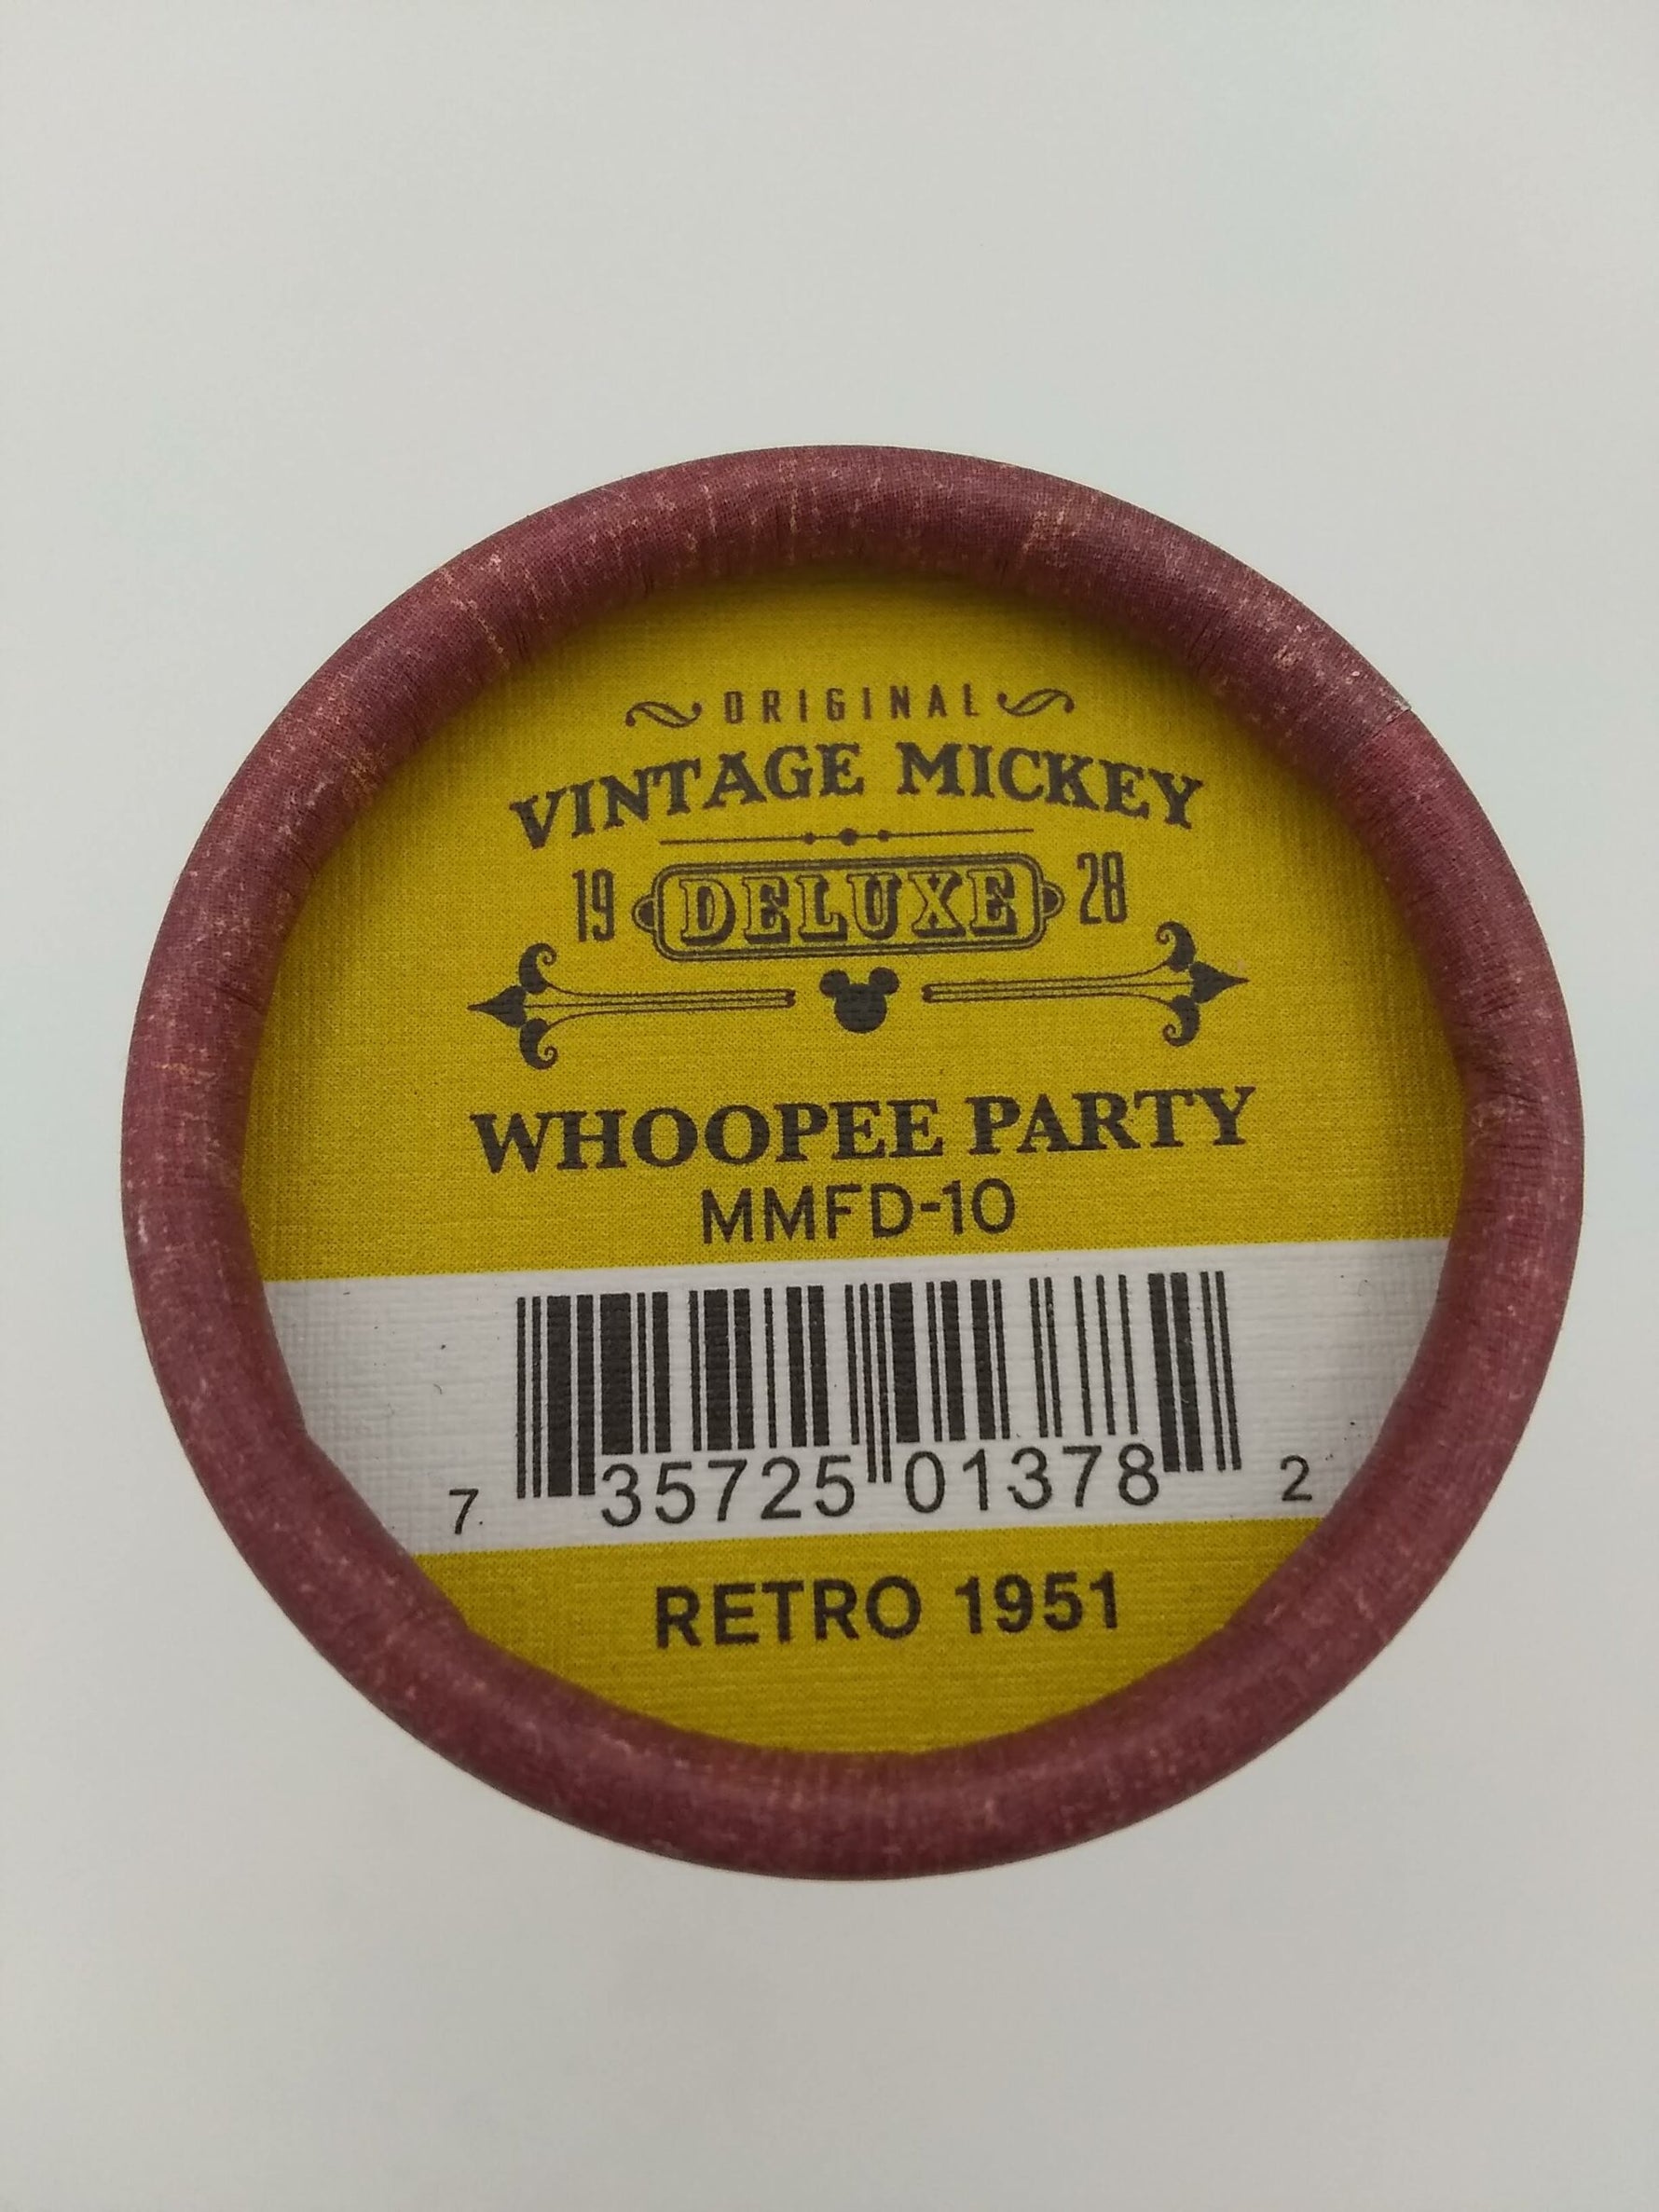 ORIGINAL
VINTAGE MICKEY
19 DELUXE 28
WHOOPEE PARTY
MMFD-10
7 35725 01378 2
RETRO 1951